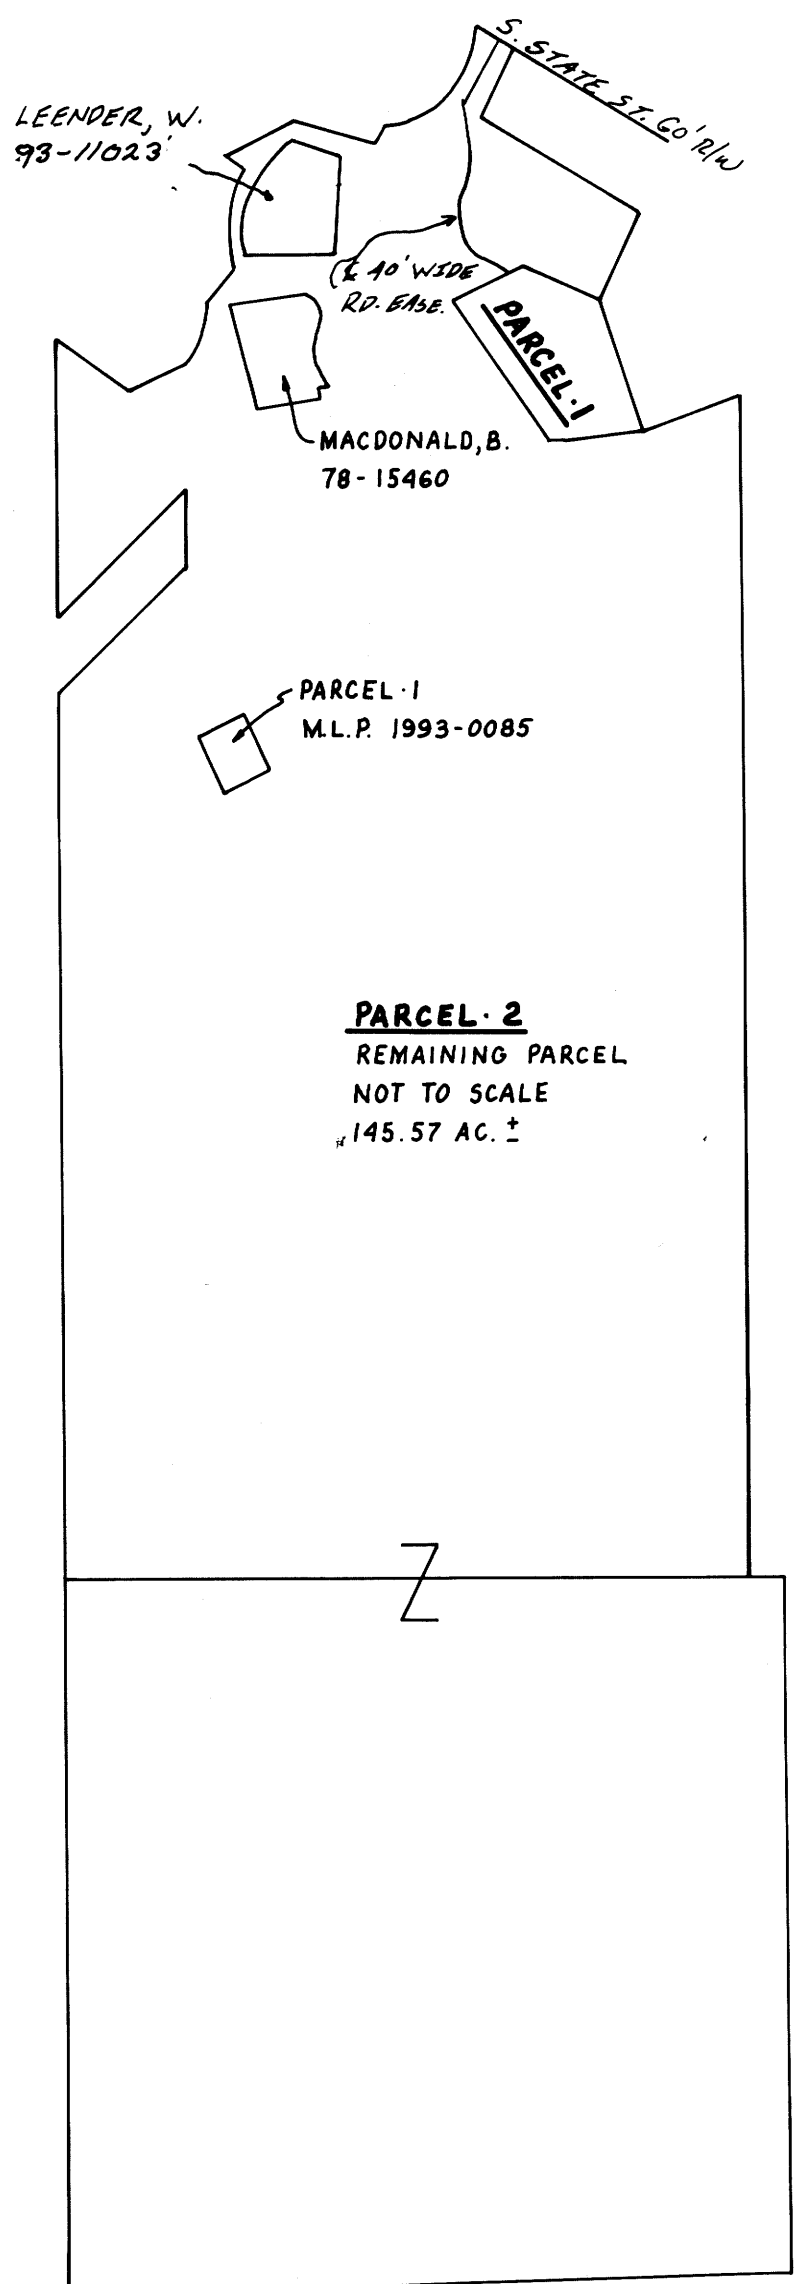 S. STATE ST. 60' R/W
LEENDER, W.
93-11023
℄ 40' WIDE
RD. EASE.
PARCEL·1
MACDONALD, B.
78-15460
PARCEL·1
M.L.P. 1993-0085
PARCEL·2
REMAINING PARCEL
NOT TO SCALE
145.57 AC. ±